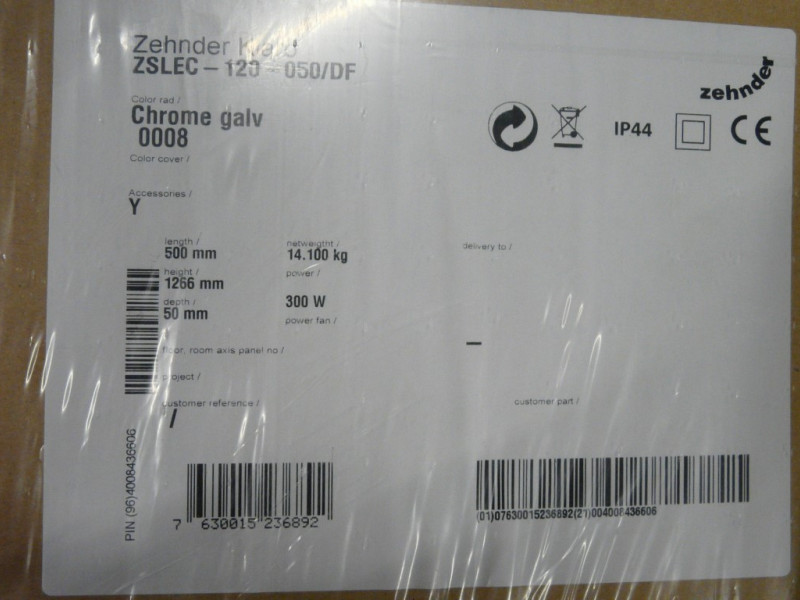 Zehnder
ZSLEC – 120 – 050/DF
zehnder
Color rad /
Chrome galv
0008
Color cover /
IP44
CE
Accessories /
Y
length /
500 mm
netweigtht /
14.100 kg
delivery to /
height /
1266 mm
power /
depth /
50 mm
300 W
power fan /
–
floor, room axis panel no /
project /
customer reference /
/
customer part /
PIN (96)4008436606
7 630015 236892
(01)07630015236892(21)004008436606